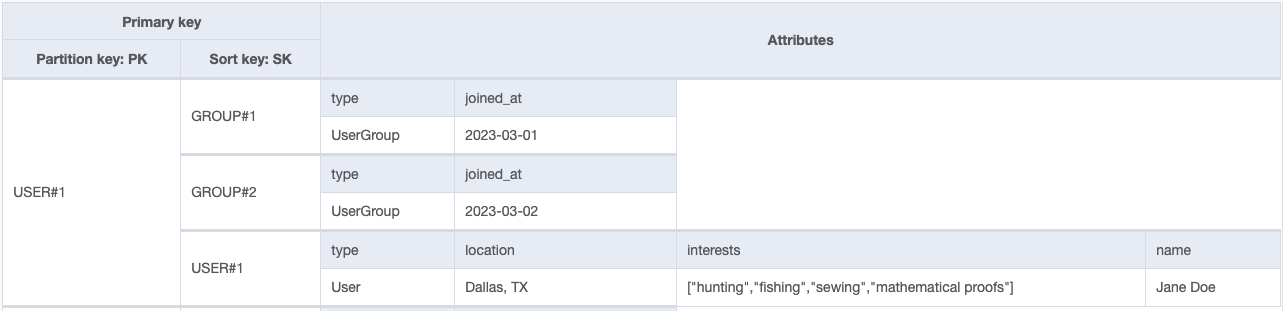 Primary key
Attributes
Partition key: PK Sort key: SK
type joined_at
GROUP#1
UserGroup 2023-03-01
type joined_at
USER#1 GROUP#2
UserGroup 2023-03-02
type location interests name
USER#1
User Dallas, TX ["hunting","fishing","sewing","mathematical proofs"] Jane Doe